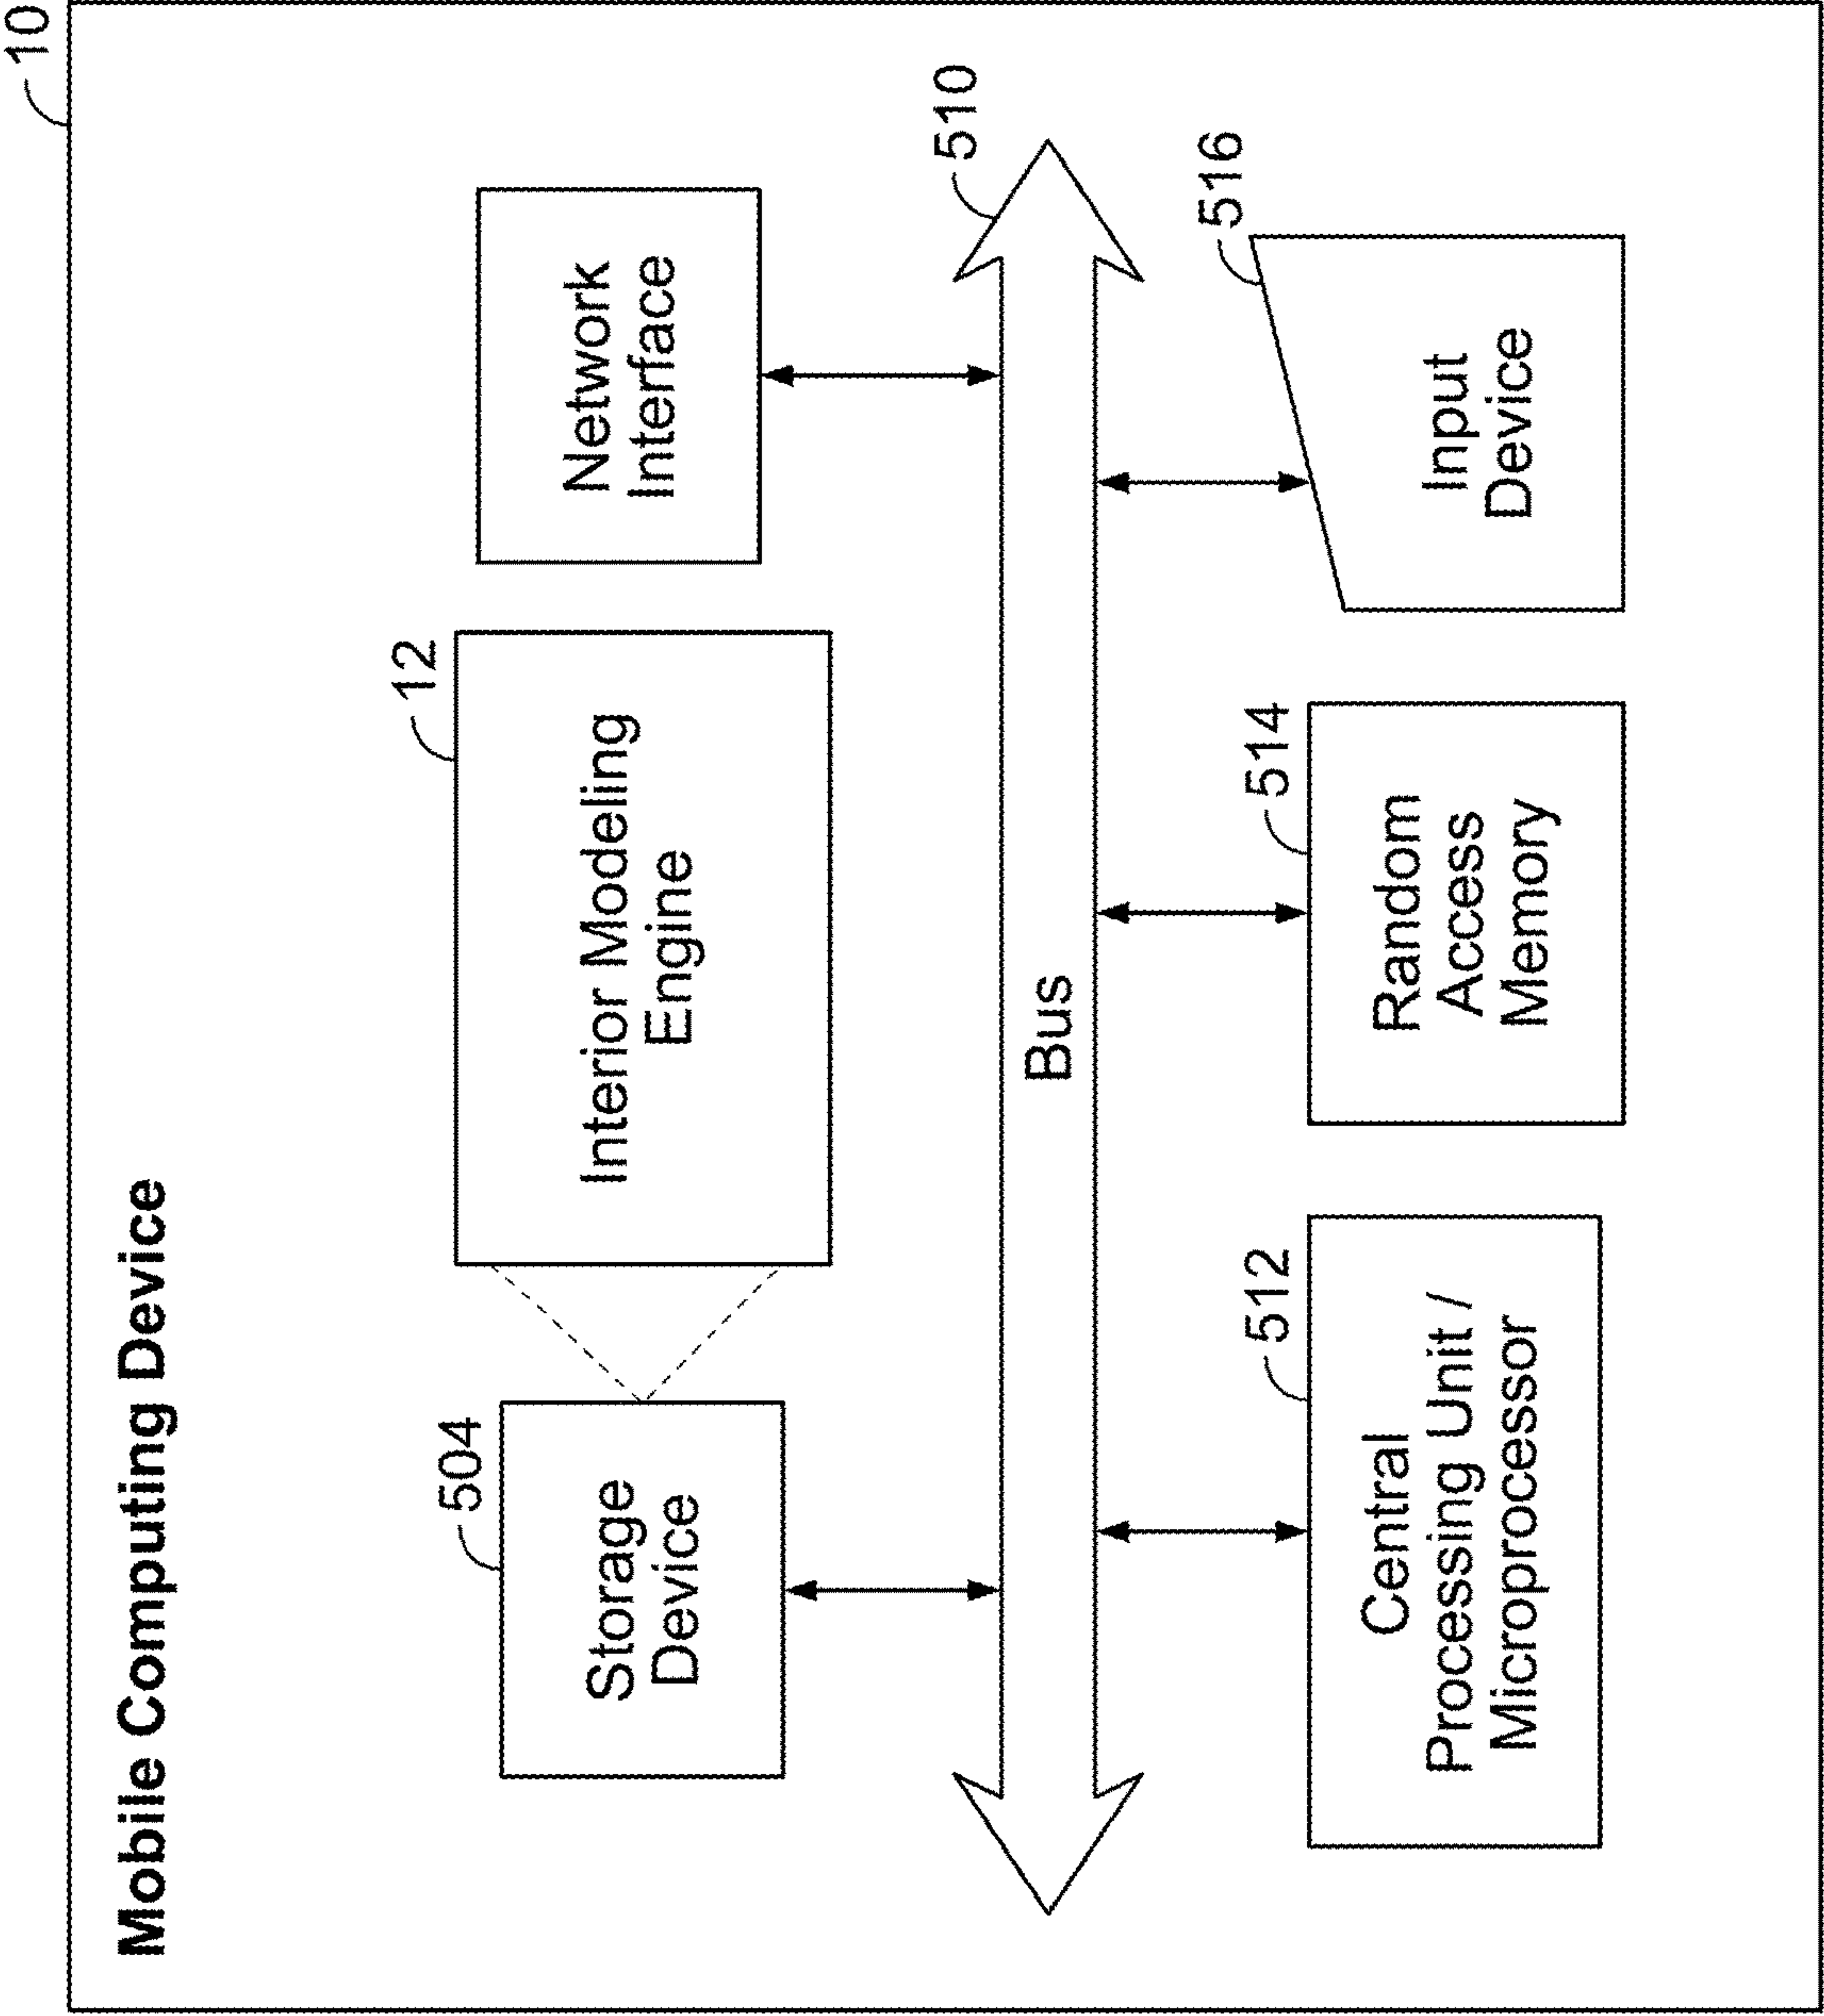 10
Mobile Computing Device
504
Storage
Device
12
Interior Modeling
Engine
Network
Interface
510
Bus
512
Central
Processing Unit /
Microprocessor
514
Random
Access
Memory
516
Input
Device